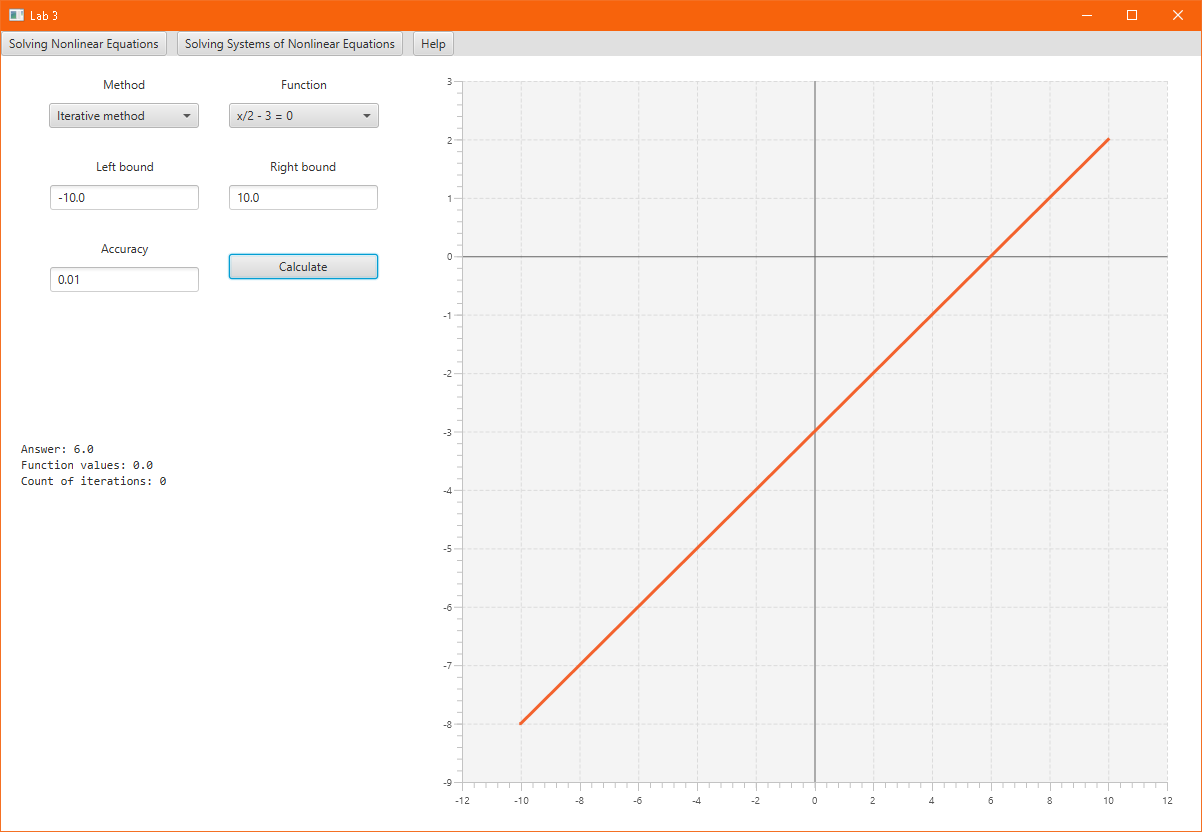 Lab 3
Solving Nonlinear Equations Solving Systems of Nonlinear Equations Help
Method Function
Iterative method x/2 - 3 = 0
Left bound Right bound
-10.0 10.0
Accuracy
0.01 Calculate
Answer: 6.0
Function values: 0.0
Count of iterations: 0
3
2
1
0
-1
-2
-3
-4
-5
-6
-7
-8
-9
-12 -10 -8 -6 -4 -2 0 2 4 6 8 10 12